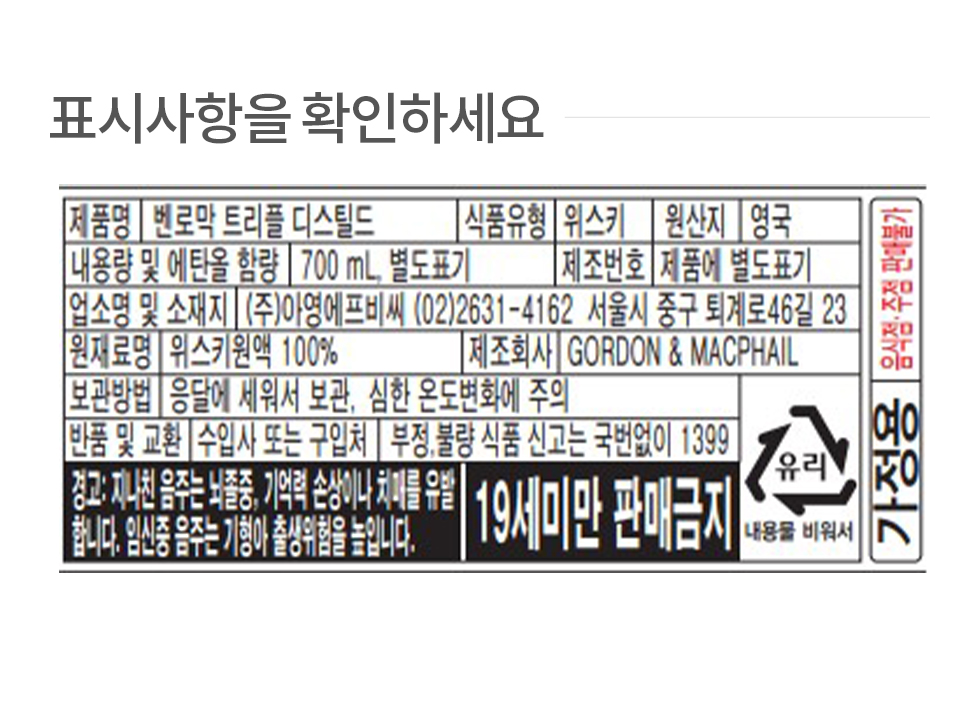 표시사항을 확인하세요
제품명 벤로막 트리플 디스틸드 식품유형 위스키 원산지 영국
내용량 및 에탄올 함량 700 mL, 별도표기 제조번호 제품에 별도표기
업소명 및 소재지 (주)아영에프비씨 (02)2631-4162 서울시 중구 퇴계로46길 23
원재료명 위스키원액 100% 제조회사 GORDON & MACPHAIL
보관방법 응달에 세워서 보관, 심한 온도변화에 주의
반품 및 교환 수입사 또는 구입처 부정,불량 식품 신고는 국번없이 1399
경고: 지나친 음주는 뇌졸중, 기억력 손상이나 치매를 유발
합니다. 임신중 음주는 기형아 출생위험을 높입니다.
19세미만 판매금지
유리
내용물 비워서
음식점·주점 판매불가
가정용